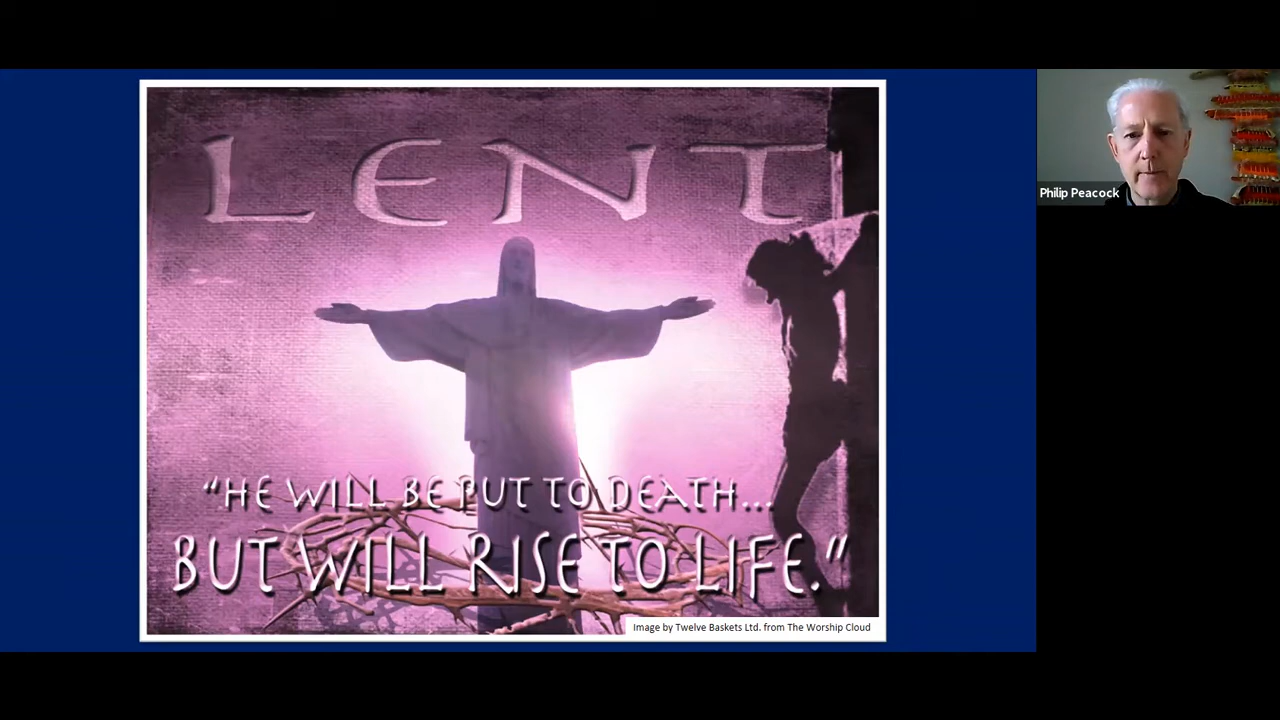 LENT
“HE WILL BE PUT TO DEATH...
BUT WILL RISE TO LIFE.”
Image by Twelve Baskets Ltd. from The Worship Cloud
Philip Peacock